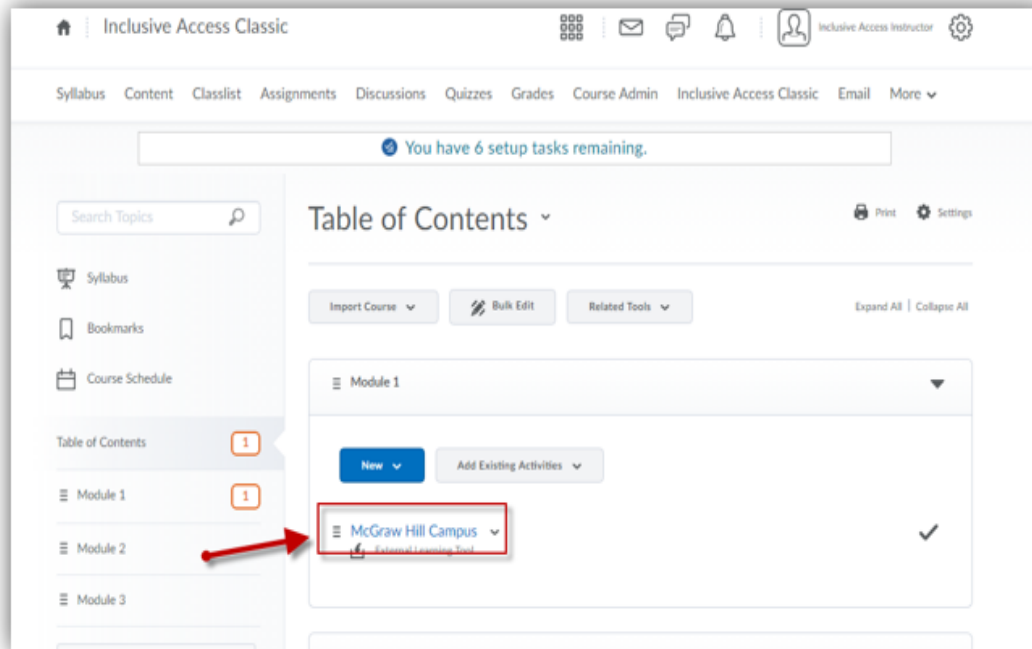 Inclusive Access Classic
Inclusive Access Instructor
Syllabus Content Classlist Assignments Discussions Quizzes Grades Course Admin Inclusive Access Classic Email More
You have 6 setup tasks remaining.
Search Topics
Syllabus
Bookmarks
Course Schedule
Table of Contents 1
Module 1 1
Module 2
Module 3
Table of Contents
Print Settings
Import Course Bulk Edit Related Tools
Expand All | Collapse All
Module 1
New Add Existing Activities
McGraw Hill Campus
External Learning Tool